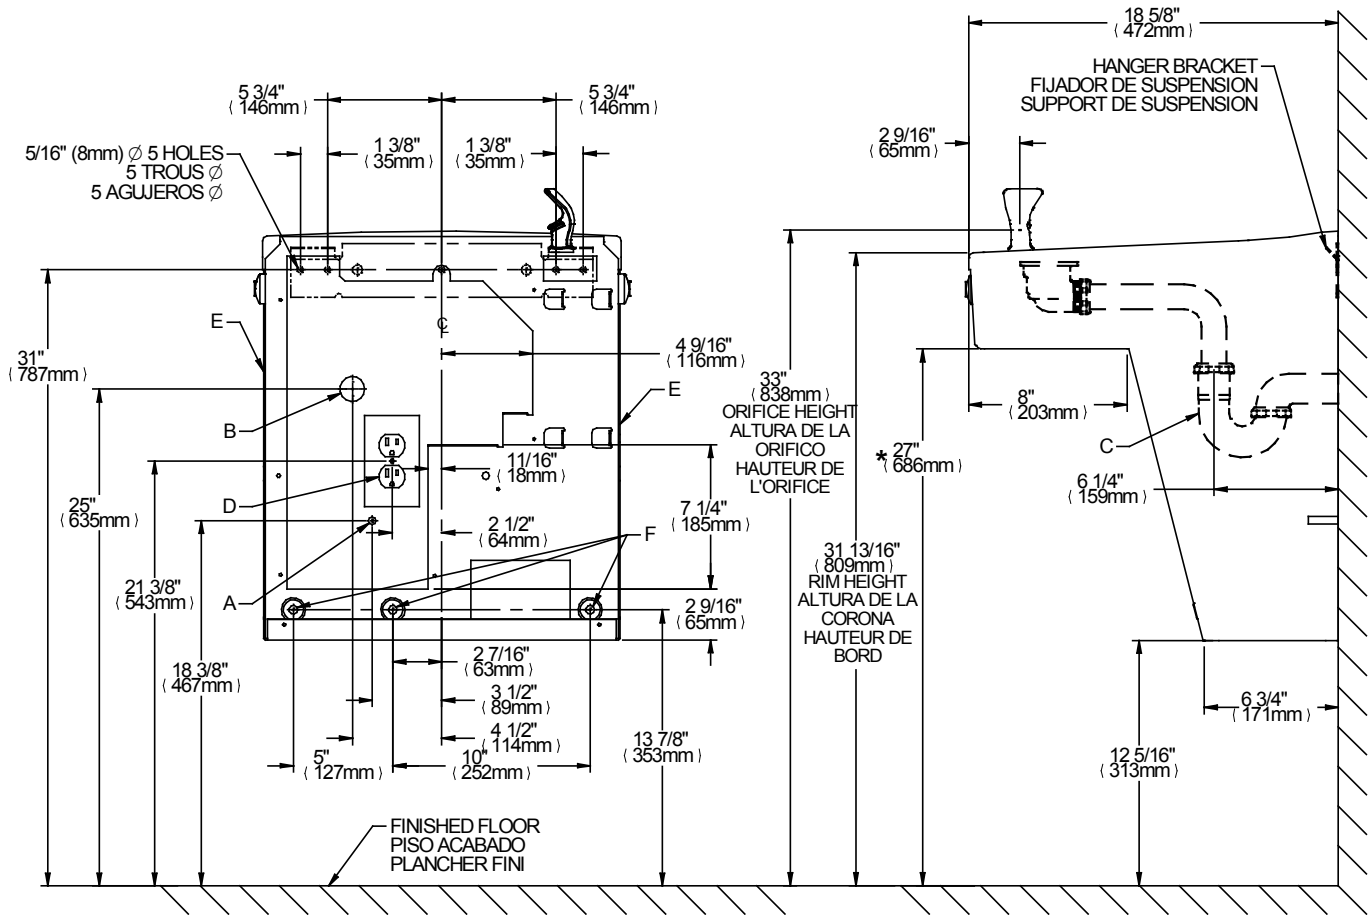 18 5/8"
(472mm)
HANGER BRACKET
FIJADOR DE SUSPENSION
SUPPORT DE SUSPENSION
5 3/4"
(146mm)
5 3/4"
(146mm)
2 9/16"
(65mm)
5/16" (8mm) Ø 5 HOLES
5 TROUS Ø
5 AGUJEROS Ø
1 3/8"
(35mm)
1 3/8"
(35mm)
E
℄
31"
(787mm)
4 9/16"
(116mm)
E
B
33"
(838mm)
ORIFICE HEIGHT
ALTURA DE LA
ORIFICO
HAUTEUR DE
L'ORIFICE
8"
(203mm)
C
* 27"
(686mm)
11/16"
(18mm)
6 1/4"
(159mm)
25"
(635mm)
D
7 1/4"
(185mm)
2 1/2"
(64mm)
F
21 3/8"
(543mm)
A
31 13/16"
(809mm)
RIM HEIGHT
ALTURA DE LA
CORONA
HAUTEUR DE
BORD
2 9/16"
(65mm)
18 3/8"
(467mm)
2 7/16"
(63mm)
3 1/2"
(89mm)
4 1/2"
(114mm)
6 3/4"
(171mm)
5"
(127mm)
10"
(252mm)
13 7/8"
(353mm)
12 5/16"
(313mm)
FINISHED FLOOR
PISO ACABADO
PLANCHER FINI